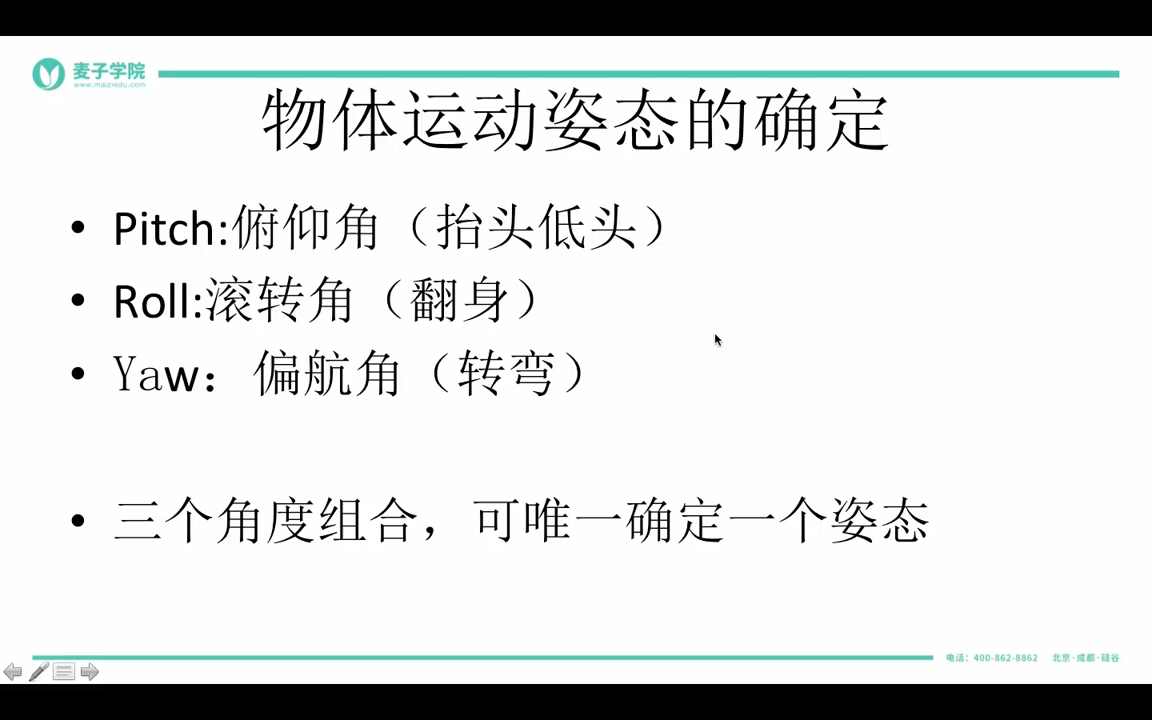 麦子学院
www.maiziedu.com
物体运动姿态的确定
• Pitch:俯仰角（抬头低头）
• Roll:滚转角（翻身）
• Yaw：偏航角（转弯）
• 三个角度组合，可唯一确定一个姿态
电话：400-862-8862 北京·成都·硅谷